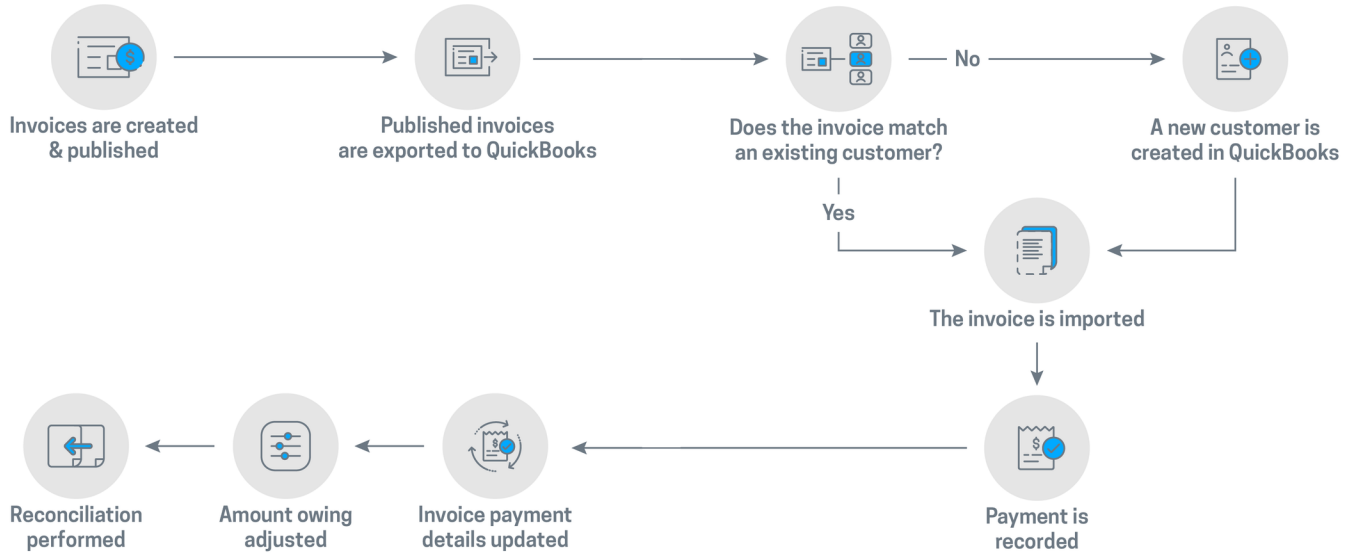 Invoices are created
& published
Published invoices
are exported to QuickBooks
Does the invoice match
an existing customer?
No
A new customer is
created in QuickBooks
Yes
The invoice is imported
Payment is
recorded
Invoice payment
details updated
Amount owing
adjusted
Reconciliation
performed